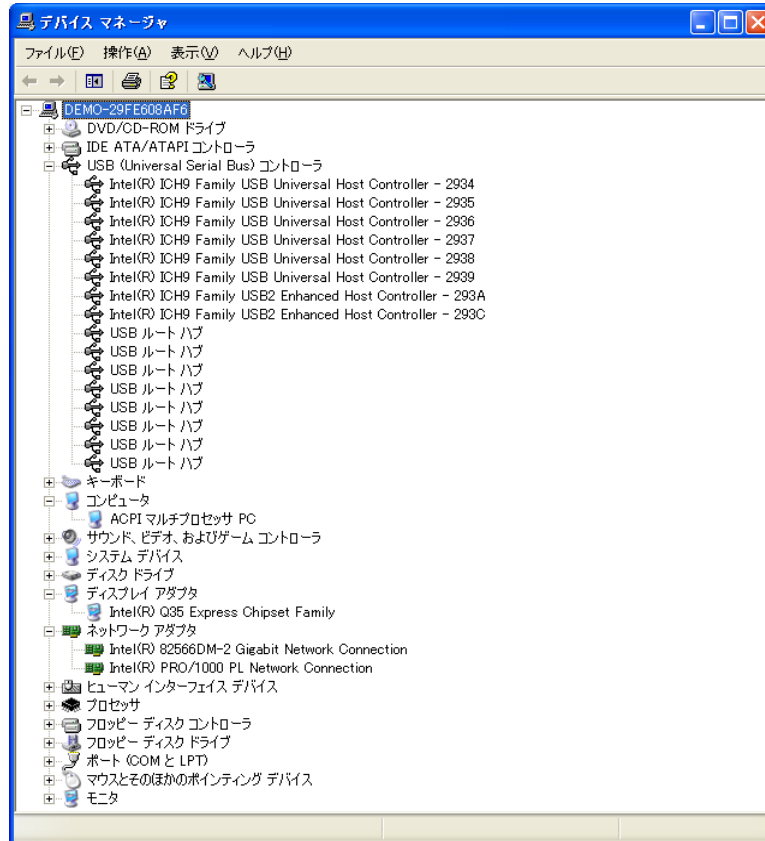 デバイス マネージャ
ファイル(F) 操作(A) 表示(V) ヘルプ(H)
DEMO-29FE608AF6
DVD/CD-ROM ドライブ
IDE ATA/ATAPI コントローラ
USB (Universal Serial Bus) コントローラ
Intel(R) ICH9 Family USB Universal Host Controller - 2934
Intel(R) ICH9 Family USB Universal Host Controller - 2935
Intel(R) ICH9 Family USB Universal Host Controller - 2936
Intel(R) ICH9 Family USB Universal Host Controller - 2937
Intel(R) ICH9 Family USB Universal Host Controller - 2938
Intel(R) ICH9 Family USB Universal Host Controller - 2939
Intel(R) ICH9 Family USB2 Enhanced Host Controller - 293A
Intel(R) ICH9 Family USB2 Enhanced Host Controller - 293C
USB ルート ハブ
USB ルート ハブ
USB ルート ハブ
USB ルート ハブ
USB ルート ハブ
USB ルート ハブ
USB ルート ハブ
USB ルート ハブ
キーボード
コンピュータ
ACPI マルチプロセッサ PC
サウンド、ビデオ、およびゲーム コントローラ
システム デバイス
ディスク ドライブ
ディスプレイ アダプタ
Intel(R) Q35 Express Chipset Family
ネットワーク アダプタ
Intel(R) 82566DM-2 Gigabit Network Connection
Intel(R) PRO/1000 PL Network Connection
ヒューマン インターフェイス デバイス
プロセッサ
フロッピー ディスク コントローラ
フロッピー ディスク ドライブ
ポート (COM と LPT)
マウスとそのほかのポインティング デバイス
モニタ